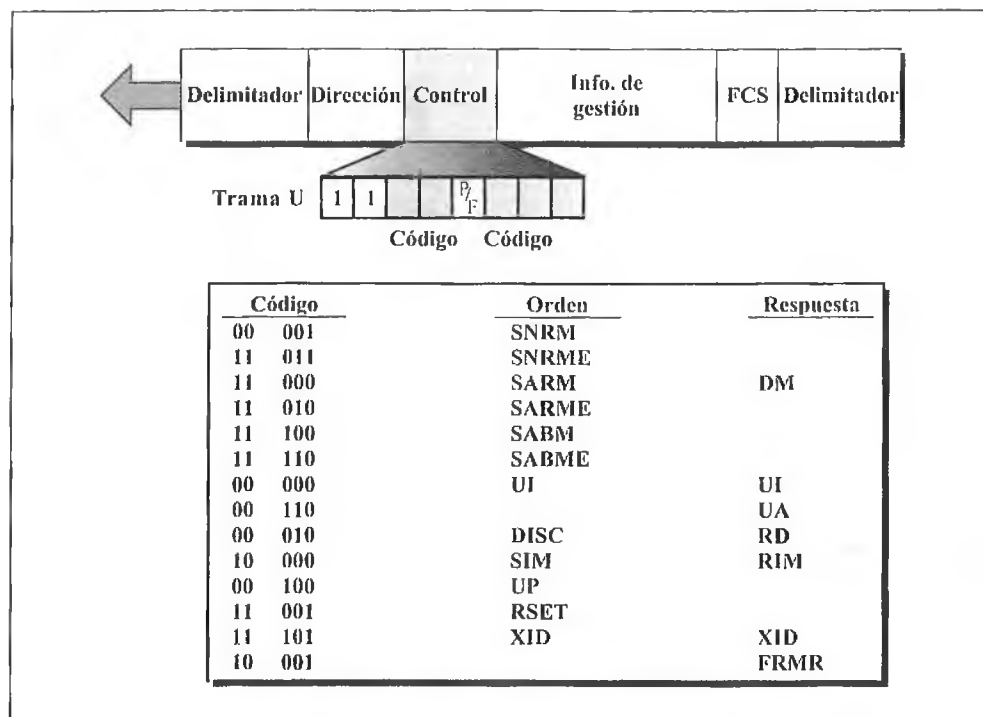 Delimitador Dirección Control Info. de gestión FCS Delimitador
Trama U 1 1 P/F
Código Código
Código Orden Respuesta
00 001 SNRM
11 011 SNRME
11 000 SARM DM
11 010 SARME
11 100 SABM
11 110 SABME
00 000 UI UI
00 110 UA
00 010 DISC RD
10 000 SIM RIM
00 100 UP
11 001 RSET
11 101 XID XID
10 001 FRMR